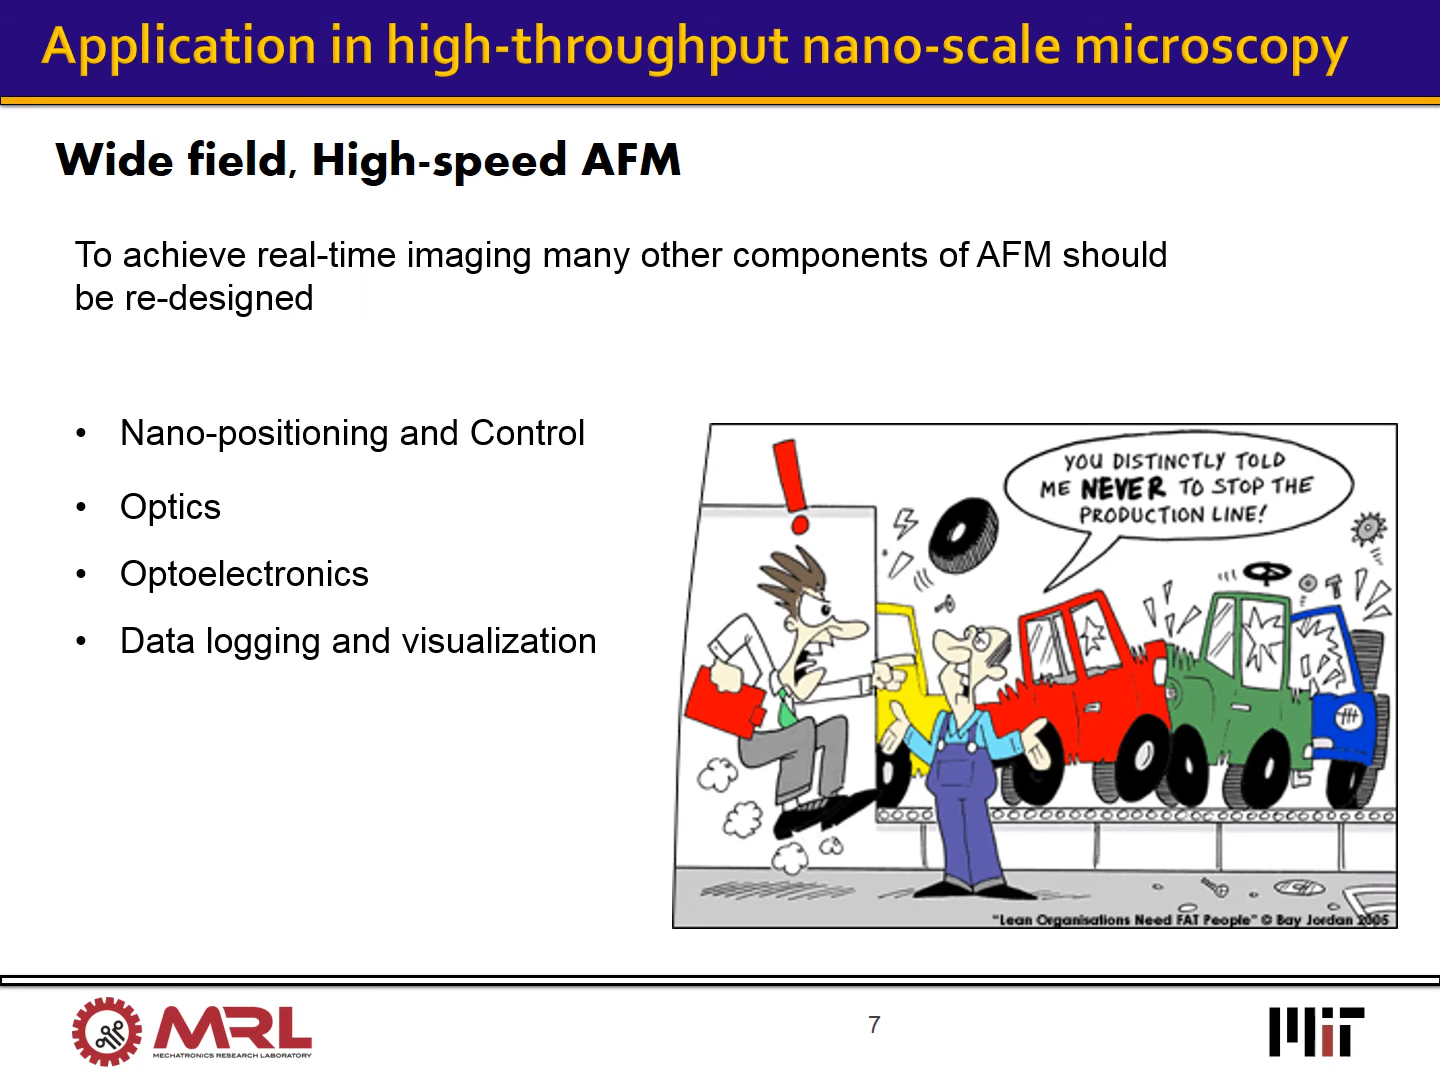 Application in high-throughput nano-scale microscopy
Wide field, High-speed AFM
To achieve real-time imaging many other components of AFM should
be re-designed
• Nano-positioning and Control
• Optics
• Optoelectronics
• Data logging and visualization
YOU DISTINCTLY TOLD
ME NEVER TO STOP THE
PRODUCTION LINE!
"Lean Organisations Need FAT People" © Bay Jordan 2005
MRL
MECHATRONICS RESEARCH LABORATORY
7
MIT